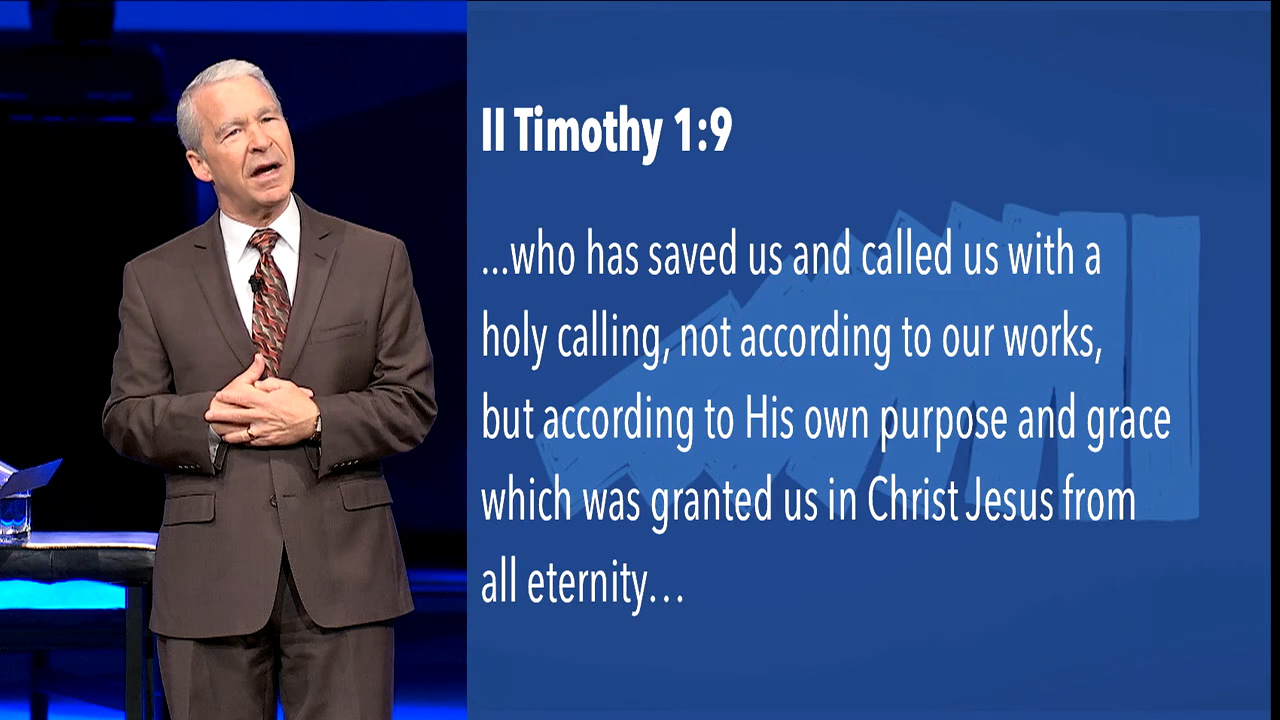 II Timothy 1:9
...who has saved us and called us with a
holy calling, not according to our works,
but according to His own purpose and grace
which was granted us in Christ Jesus from
all eternity…